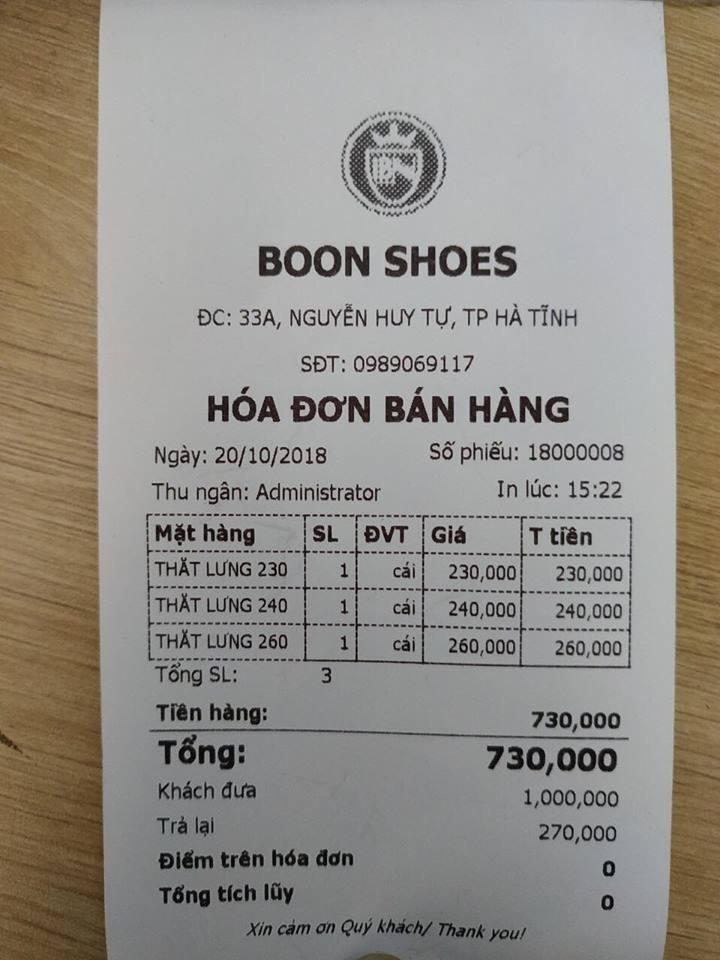 BOON SHOES
ĐC: 33A, NGUYỄN HUY TỰ, TP HÀ TĨNH
SĐT: 0989069117
HÓA ĐƠN BÁN HÀNG
Ngày: 20/10/2018 Số phiếu: 18000008
Thu ngân: Administrator In lúc: 15:22
Mặt hàng SL ĐVT Giá T tiền
THẮT LƯNG 230 1 cái 230,000 230,000
THẮT LƯNG 240 1 cái 240,000 240,000
THẮT LƯNG 260 1 cái 260,000 260,000
Tổng SL: 3
Tiền hàng: 730,000
Tổng: 730,000
Khách đưa 1,000,000
Trả lại 270,000
Điểm trên hóa đơn 0
Tổng tích lũy 0
Xin cảm ơn Quý khách/ Thank you!